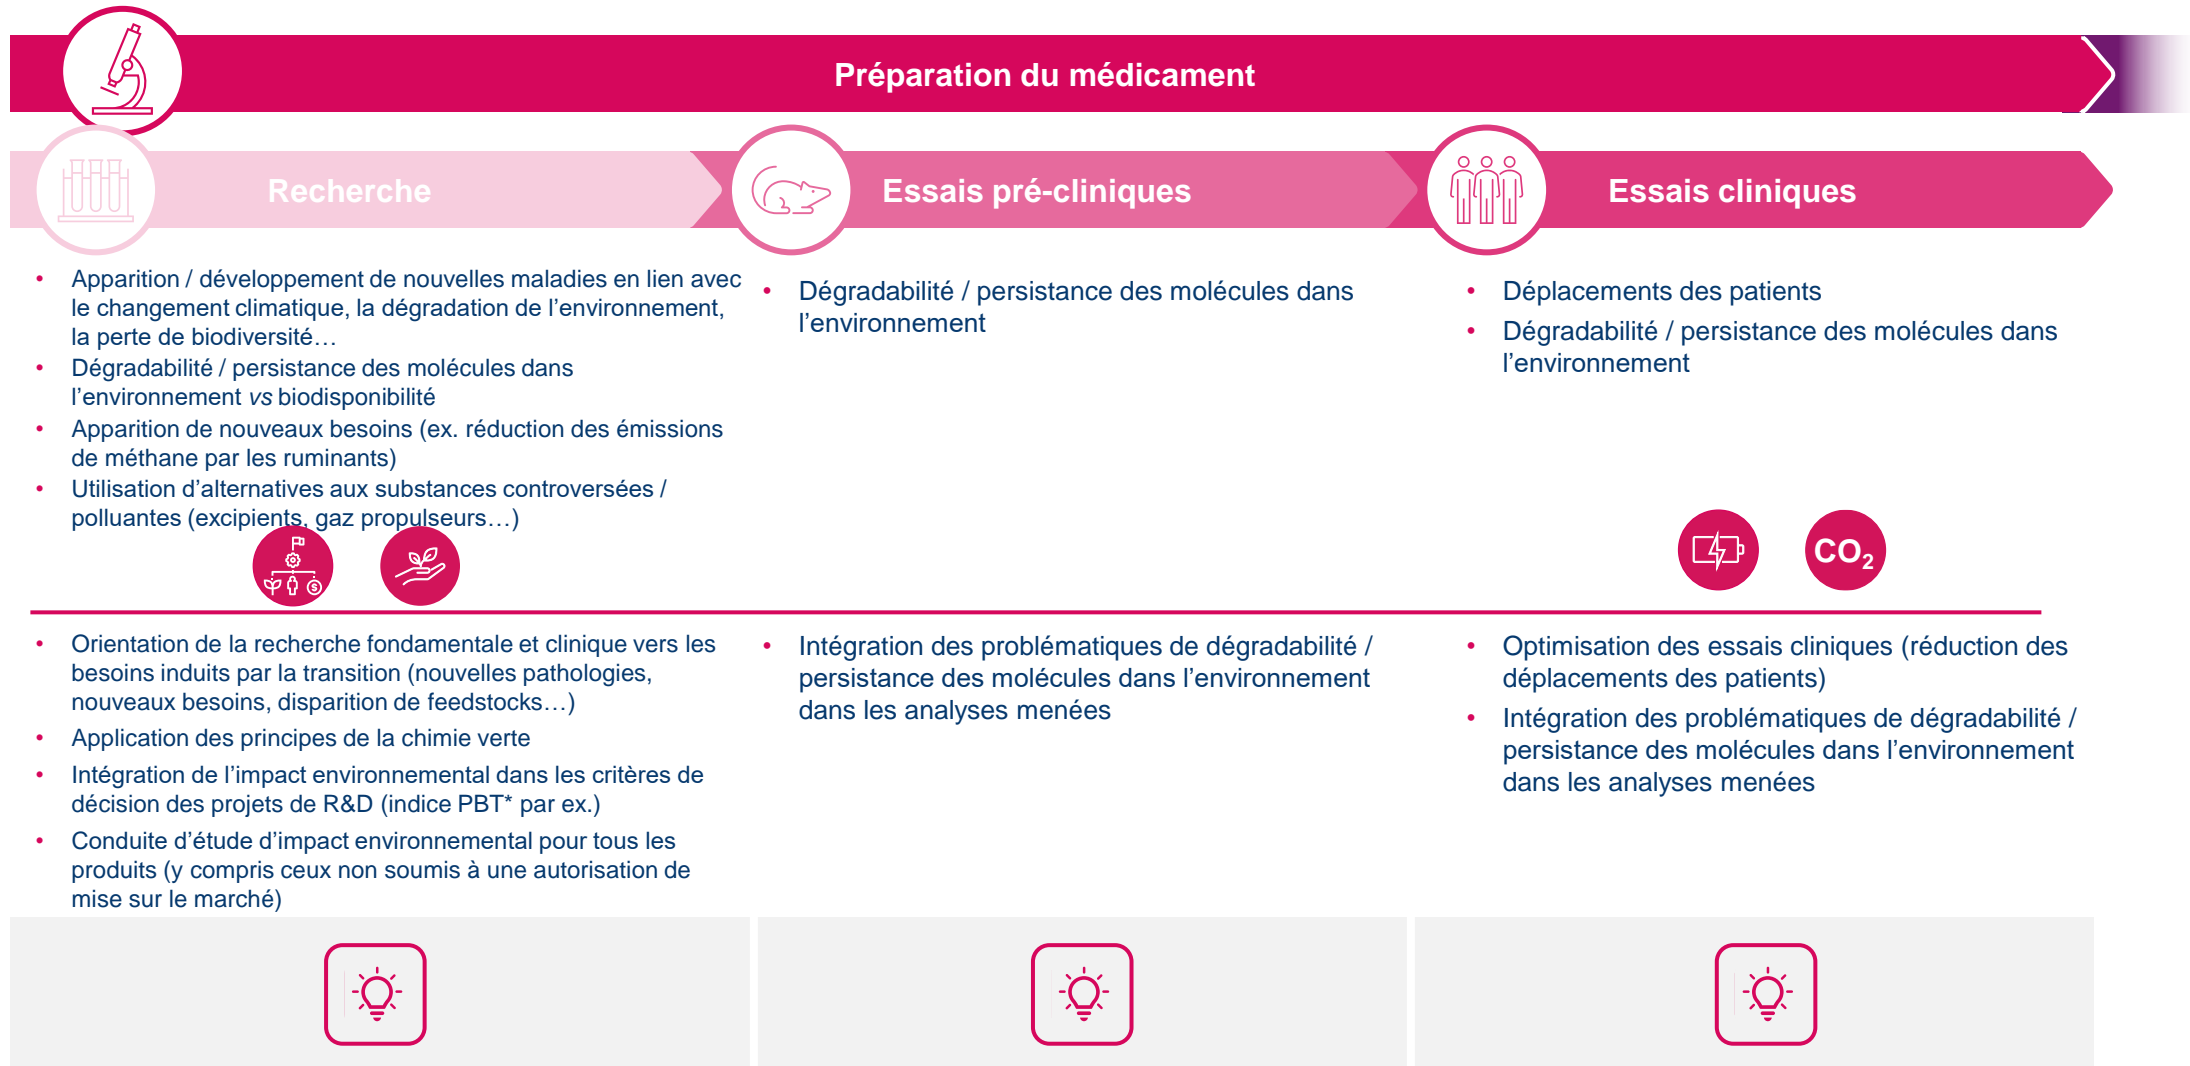 Préparation du médicament
Recherche
Essais pré-cliniques
Essais cliniques
• Apparition / développement de nouvelles maladies en lien avec
le changement climatique, la dégradation de l’environnement,
la perte de biodiversité…
• Dégradabilité / persistance des molécules dans
l’environnement vs biodisponibilité
• Apparition de nouveaux besoins (ex. réduction des émissions
de méthane par les ruminants)
• Utilisation d’alternatives aux substances controversées /
polluantes (excipients, gaz propulseurs…)
• Dégradabilité / persistance des molécules dans
l’environnement
• Déplacements des patients
• Dégradabilité / persistance des molécules dans
l’environnement
$
CO2
• Orientation de la recherche fondamentale et clinique vers les
besoins induits par la transition (nouvelles pathologies,
nouveaux besoins, disparition de feedstocks…)
• Application des principes de la chimie verte
• Intégration de l’impact environnemental dans les critères de
décision des projets de R&D (indice PBT* par ex.)
• Conduite d’étude d’impact environnemental pour tous les
produits (y compris ceux non soumis à une autorisation de
mise sur le marché)
• Intégration des problématiques de dégradabilité /
persistance des molécules dans l’environnement
dans les analyses menées
• Optimisation des essais cliniques (réduction des
déplacements des patients)
• Intégration des problématiques de dégradabilité /
persistance des molécules dans l’environnement
dans les analyses menées